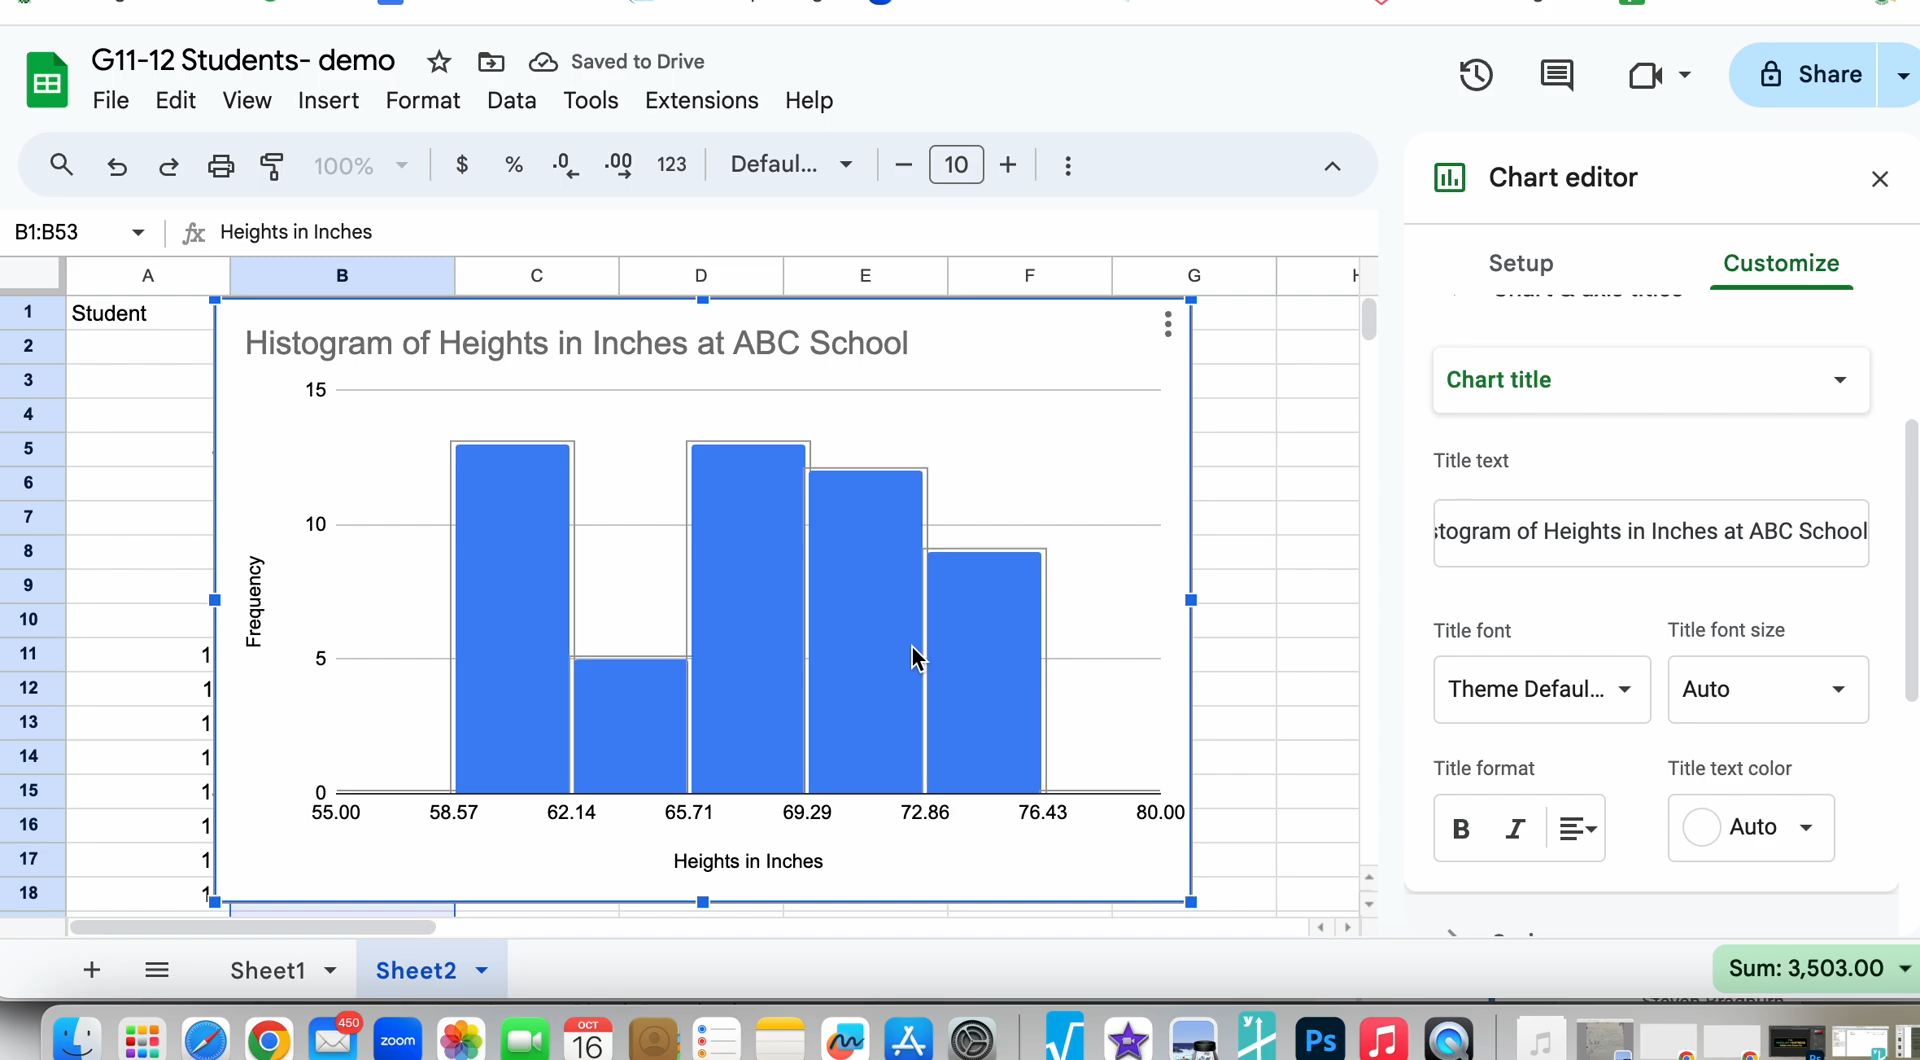 G11-12 Students- demo
Saved to Drive
File Edit View Insert Format Data Tools Extensions Help
Share
100% $ % .0 .00 123 Defaul... 10
Chart editor
B1:B53 fx Heights in Inches
Setup Customize
A B C D E F G
1 Student
2
3
4
5
6
7
8
9
10
11
12
13
14
15
16
17
18
Histogram of Heights in Inches at ABC School
15
10
5
0
Frequency
55.00 58.57 62.14 65.71 69.29 72.86 76.43 80.00
Heights in Inches
Chart title
Title text
stogram of Heights in Inches at ABC School
Title font Title font size
Theme Defaul... Auto
Title format Title text color
B I Auto
Sheet1 Sheet2
Sum: 3,503.00
450
zoom
OCT
16
Ps